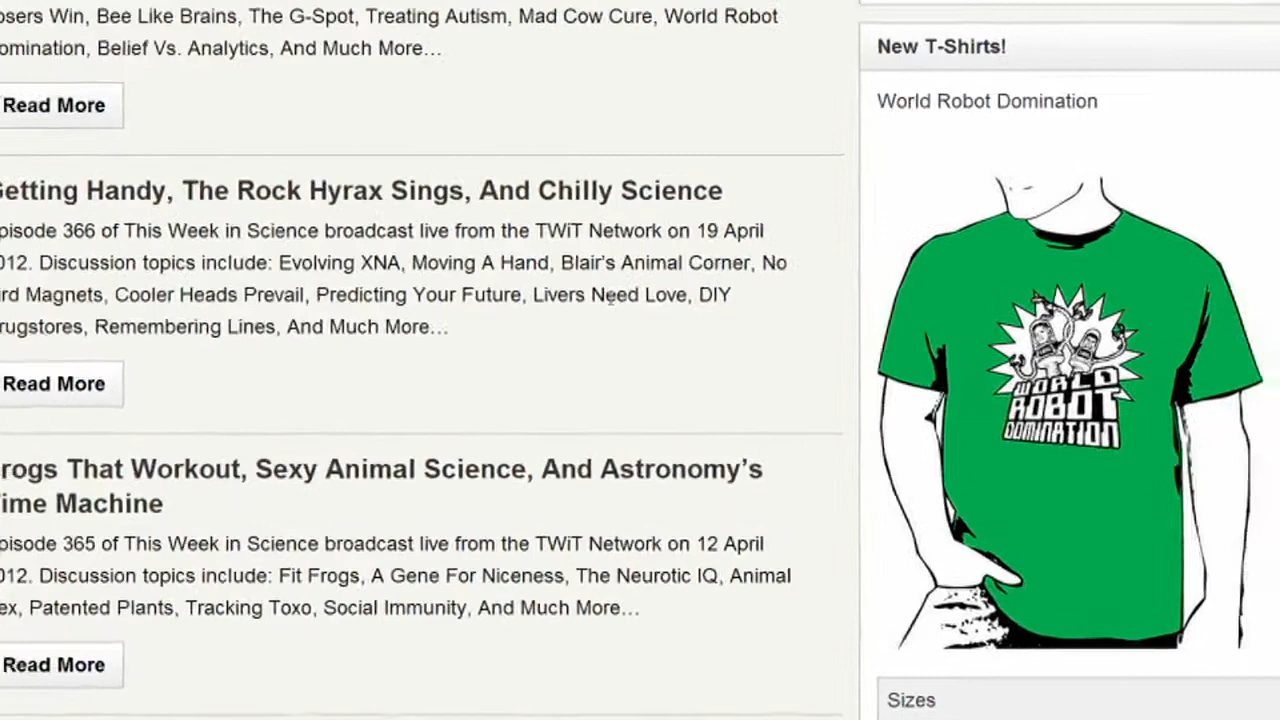 osers Win, Bee Like Brains, The G-Spot, Treating Autism, Mad Cow Cure, World Robot
omination, Belief Vs. Analytics, And Much More…
Read More
Getting Handy, The Rock Hyrax Sings, And Chilly Science
pisode 366 of This Week in Science broadcast live from the TWiT Network on 19 April
012. Discussion topics include: Evolving XNA, Moving A Hand, Blair's Animal Corner, No
ird Magnets, Cooler Heads Prevail, Predicting Your Future, Livers Need Love, DIY
rugstores, Remembering Lines, And Much More…
Read More
rogs That Workout, Sexy Animal Science, And Astronomy's
Time Machine
pisode 365 of This Week in Science broadcast live from the TWiT Network on 12 April
012. Discussion topics include: Fit Frogs, A Gene For Niceness, The Neurotic IQ, Animal
ex, Patented Plants, Tracking Toxo, Social Immunity, And Much More…
Read More
New T-Shirts!
World Robot Domination
WORLD
ROBOT
DOMINATION
Sizes